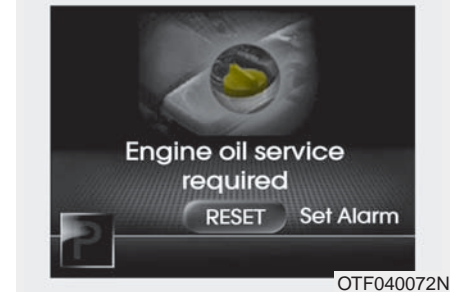 Engine oil service
required
RESET Set Alarm
P
OTF040072N